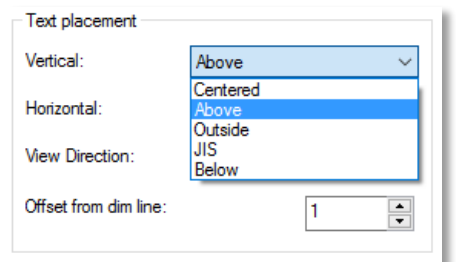 Text placement
Vertical: Above
Centered
Horizontal: Above
Outside
View Direction: JIS
Below
Offset from dim line: 1